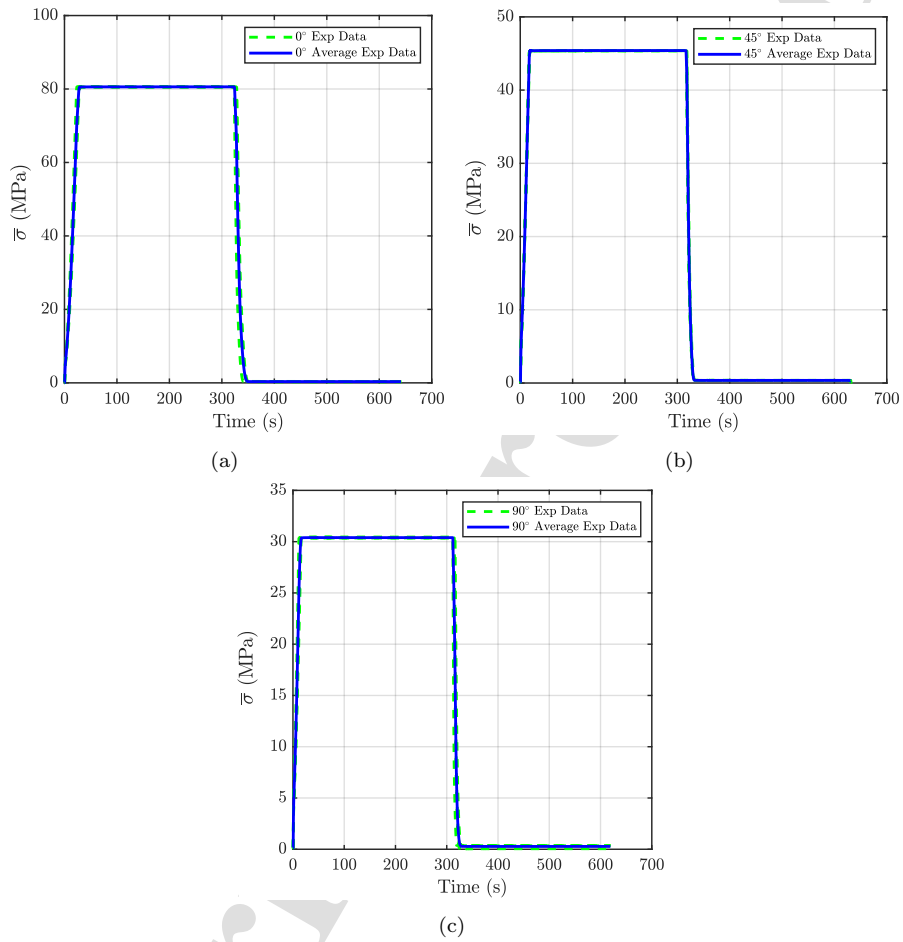 100
80
60
40
20
0
σ̿ (MPa)
0° Exp Data
0° Average Exp Data
0 100 200 300 400 500 600 700
Time (s)
(a)
50
40
30
20
10
0
σ̿ (MPa)
45° Exp Data
45° Average Exp Data
0 100 200 300 400 500 600 700
Time (s)
(b)
35
30
25
20
15
10
5
0
σ̿ (MPa)
90° Exp Data
90° Average Exp Data
0 100 200 300 400 500 600 700
Time (s)
(c)